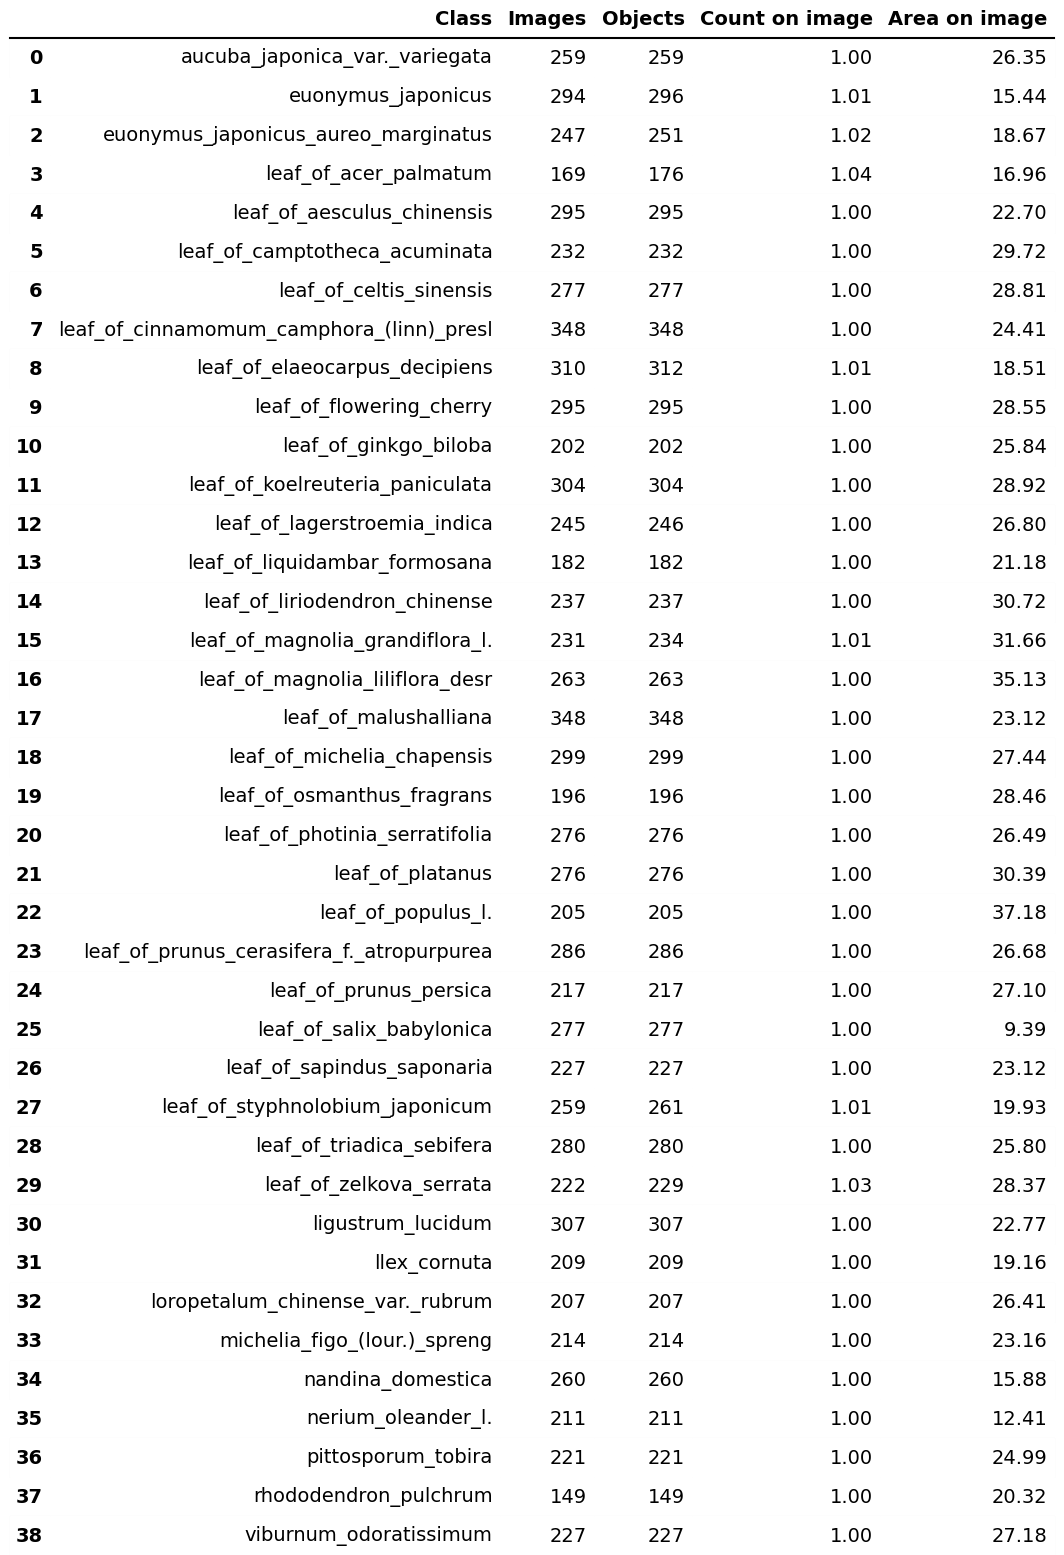 Class Images Objects Count on image Area on image
0 aucuba_japonica_var._variegata 259 259 1.00 26.35
1 euonymus_japonicus 294 296 1.01 15.44
2 euonymus_japonicus_aureo_marginatus 247 251 1.02 18.67
3 leaf_of_acer_palmatum 169 176 1.04 16.96
4 leaf_of_aesculus_chinensis 295 295 1.00 22.70
5 leaf_of_camptotheca_acuminata 232 232 1.00 29.72
6 leaf_of_celtis_sinensis 277 277 1.00 28.81
7 leaf_of_cinnamomum_camphora_(linn)_presl 348 348 1.00 24.41
8 leaf_of_elaeocarpus_decipiens 310 312 1.01 18.51
9 leaf_of_flowering_cherry 295 295 1.00 28.55
10 leaf_of_ginkgo_biloba 202 202 1.00 25.84
11 leaf_of_koelreuteria_paniculata 304 304 1.00 28.92
12 leaf_of_lagerstroemia_indica 245 246 1.00 26.80
13 leaf_of_liquidambar_formosana 182 182 1.00 21.18
14 leaf_of_liriodendron_chinense 237 237 1.00 30.72
15 leaf_of_magnolia_grandiflora_l. 231 234 1.01 31.66
16 leaf_of_magnolia_liliflora_desr 263 263 1.00 35.13
17 leaf_of_malushalliana 348 348 1.00 23.12
18 leaf_of_michelia_chapensis 299 299 1.00 27.44
19 leaf_of_osmanthus_fragrans 196 196 1.00 28.46
20 leaf_of_photinia_serratifolia 276 276 1.00 26.49
21 leaf_of_platanus 276 276 1.00 30.39
22 leaf_of_populus_l. 205 205 1.00 37.18
23 leaf_of_prunus_cerasifera_f._atropurpurea 286 286 1.00 26.68
24 leaf_of_prunus_persica 217 217 1.00 27.10
25 leaf_of_salix_babylonica 277 277 1.00 9.39
26 leaf_of_sapindus_saponaria 227 227 1.00 23.12
27 leaf_of_styphnolobium_japonicum 259 261 1.01 19.93
28 leaf_of_triadica_sebifera 280 280 1.00 25.80
29 leaf_of_zelkova_serrata 222 229 1.03 28.37
30 ligustrum_lucidum 307 307 1.00 22.77
31 llex_cornuta 209 209 1.00 19.16
32 loropetalum_chinense_var._rubrum 207 207 1.00 26.41
33 michelia_figo_(lour.)_spreng 214 214 1.00 23.16
34 nandina_domestica 260 260 1.00 15.88
35 nerium_oleander_l. 211 211 1.00 12.41
36 pittosporum_tobira 221 221 1.00 24.99
37 rhododendron_pulchrum 149 149 1.00 20.32
38 viburnum_odoratissimum 227 227 1.00 27.18